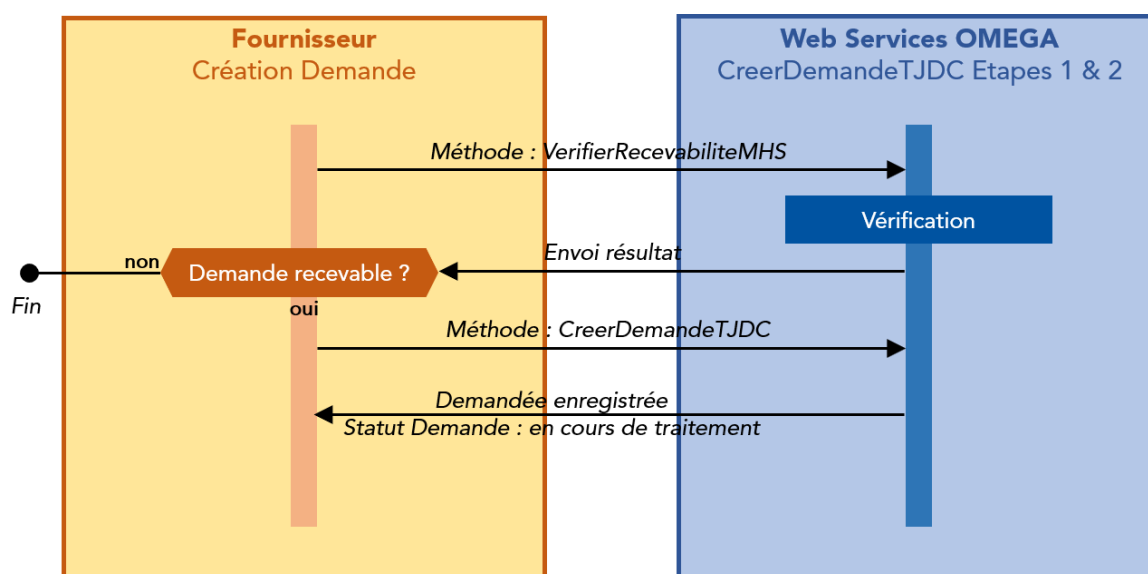 Fournisseur
Création Demande
Web Services OMEGA
CreerDemandeTJDC Etapes 1 & 2
Méthode : VerifierRecevabiliteMHS
Vérification
Envoi résultat
non
Demande recevable ?
Fin
oui
Méthode : CreerDemandeTJDC
Demandée enregistrée
Statut Demande : en cours de traitement